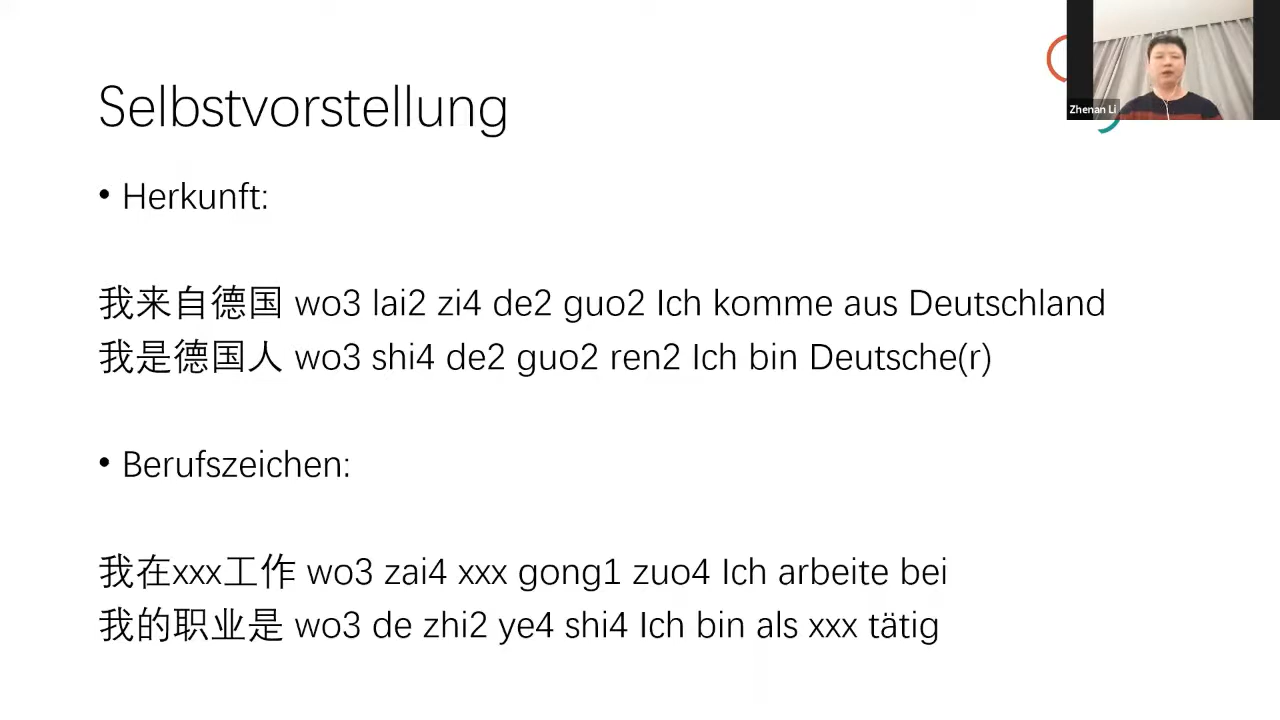 Selbstvorstellung
Zhenan Li
• Herkunft:
我来自德国 wo3 lai2 zi4 de2 guo2 Ich komme aus Deutschland
我是德国人 wo3 shi4 de2 guo2 ren2 Ich bin Deutsche(r)
• Berufszeichen:
我在xxx工作 wo3 zai4 xxx gong1 zuo4 Ich arbeite bei
我的职业是 wo3 de zhi2 ye4 shi4 Ich bin als xxx tätig